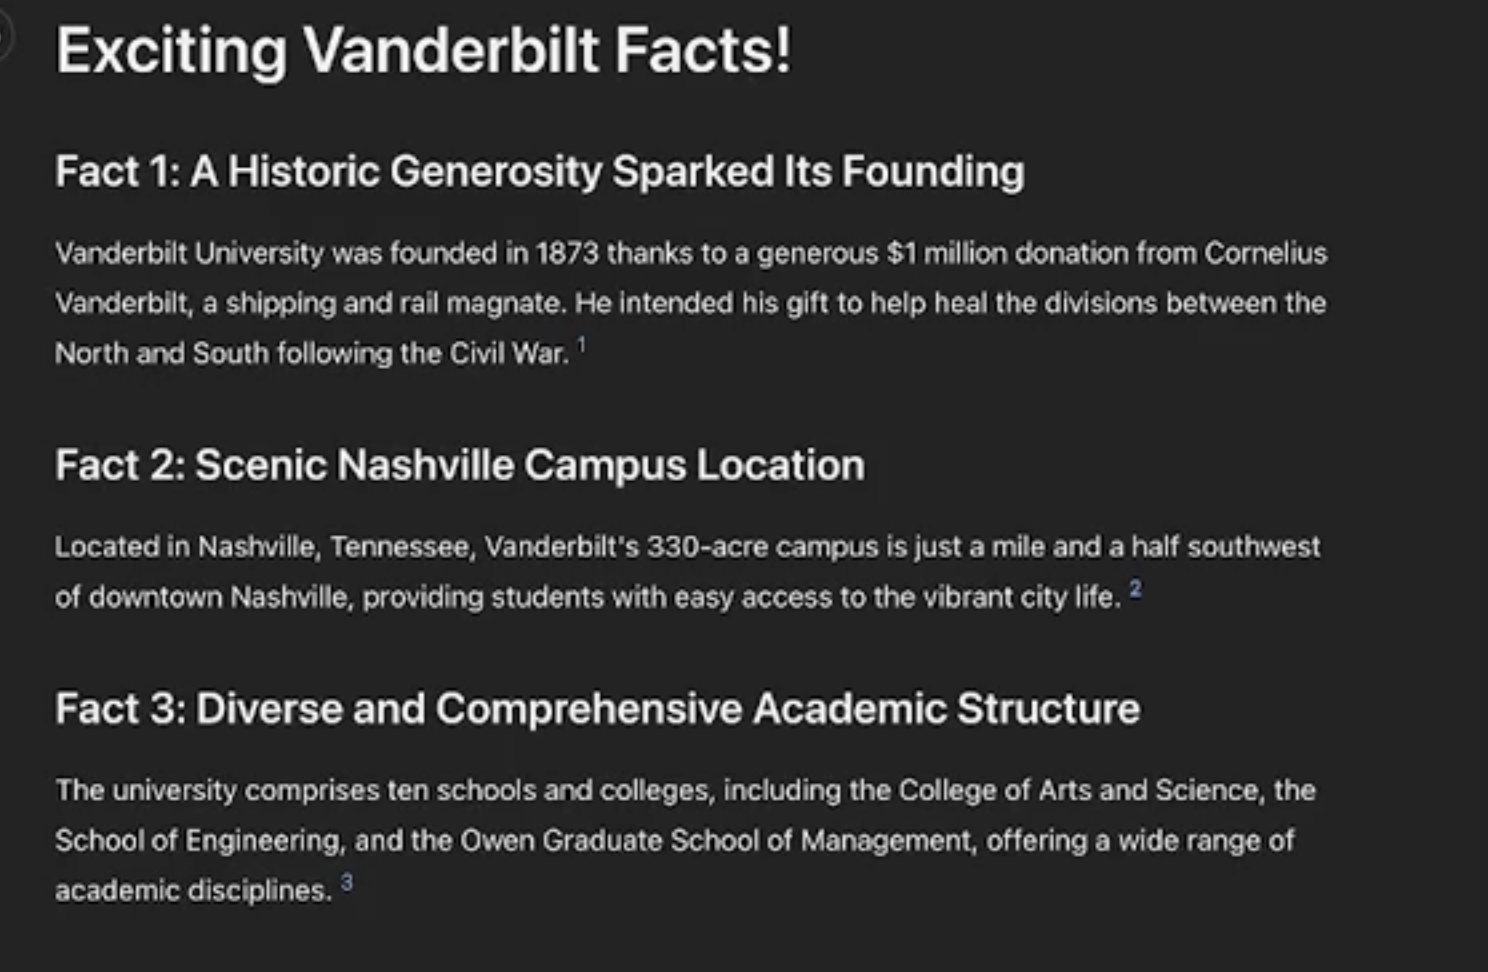 Exciting Vanderbilt Facts!
Fact 1: A Historic Generosity Sparked Its Founding
Vanderbilt University was founded in 1873 thanks to a generous $1 million donation from Cornelius
Vanderbilt, a shipping and rail magnate. He intended his gift to help heal the divisions between the
North and South following the Civil War. 1
Fact 2: Scenic Nashville Campus Location
Located in Nashville, Tennessee, Vanderbilt's 330-acre campus is just a mile and a half southwest
of downtown Nashville, providing students with easy access to the vibrant city life. 2
Fact 3: Diverse and Comprehensive Academic Structure
The university comprises ten schools and colleges, including the College of Arts and Science, the
School of Engineering, and the Owen Graduate School of Management, offering a wide range of
academic disciplines. 3